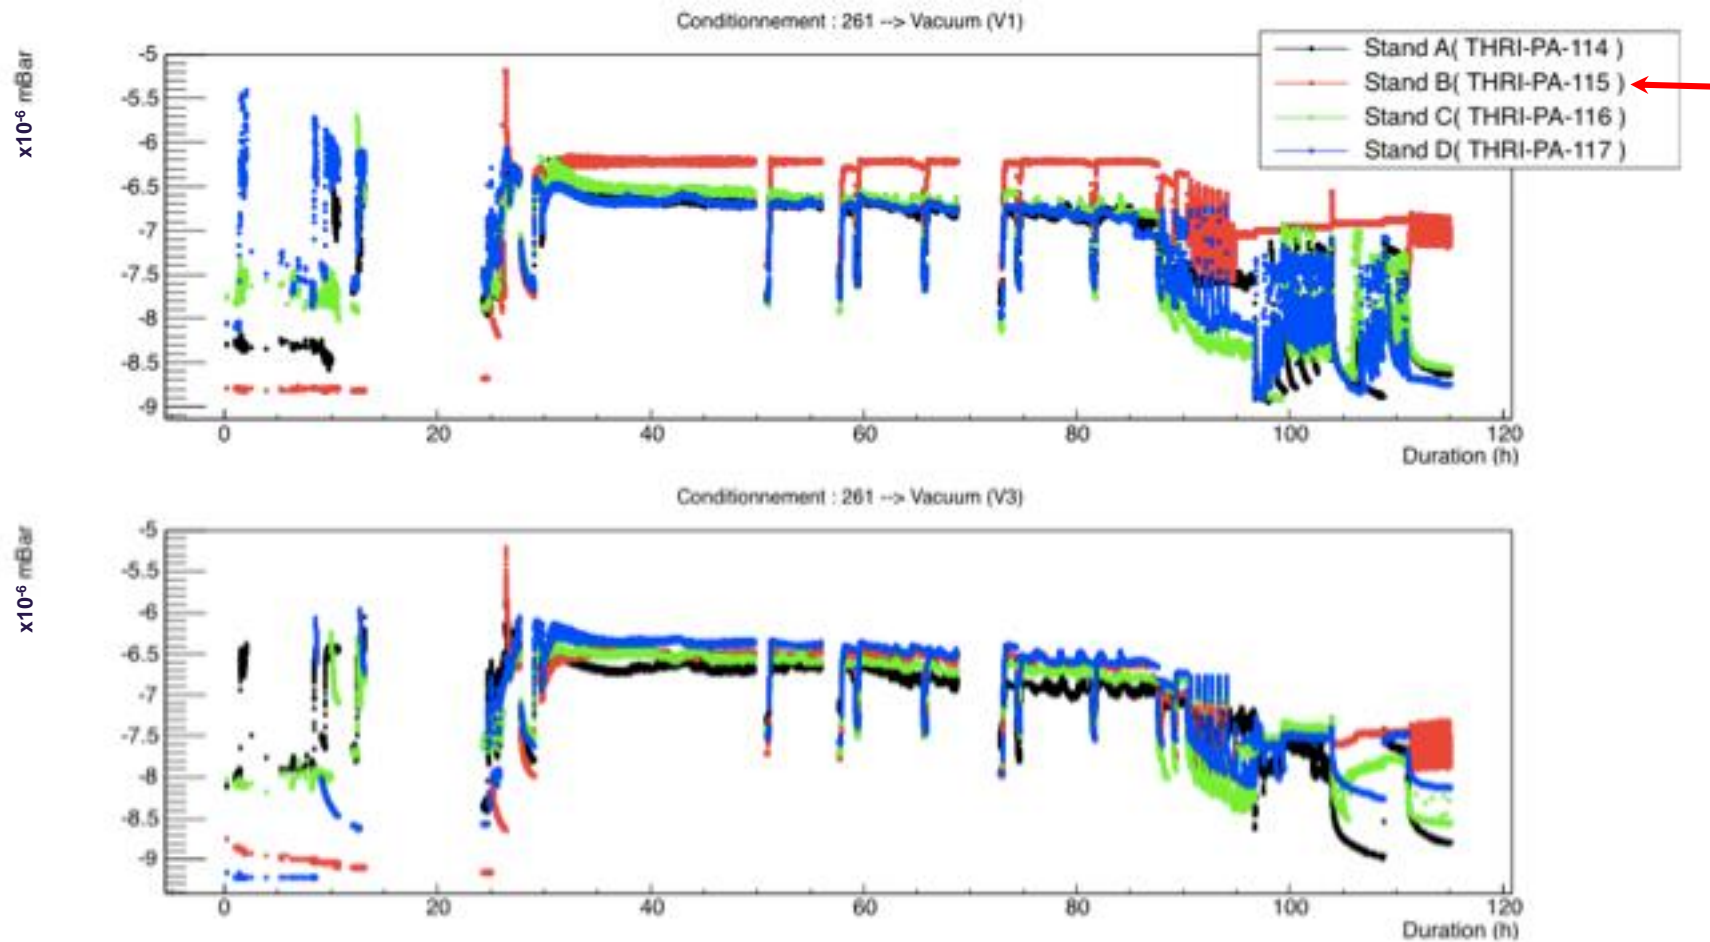 Conditionnement : 261 --> Vacuum (V1)
x10-6 mBar
Stand A( THRI-PA-114 )
Stand B( THRI-PA-115 )
Stand C( THRI-PA-116 )
Stand D( THRI-PA-117 )
-5
-5.5
-6
-6.5
-7
-7.5
-8
-8.5
-9
0 20 40 60 80 100 120
Duration (h)
Conditionnement : 261 --> Vacuum (V3)
x10-6 mBar
-5
-5.5
-6
-6.5
-7
-7.5
-8
-8.5
-9
0 20 40 60 80 100 120
Duration (h)